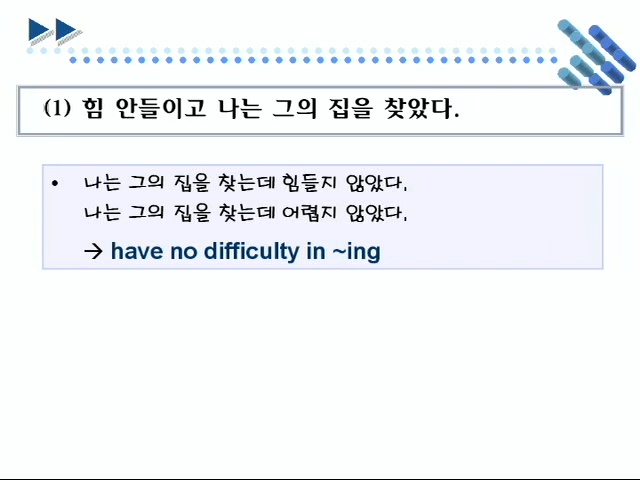 (1) 힘 안들이고 나는 그의 집을 찾았다.
• 나는 그의 집을 찾는데 힘들지 않았다.
나는 그의 집을 찾는데 어렵지 않았다.
→ have no difficulty in ~ing